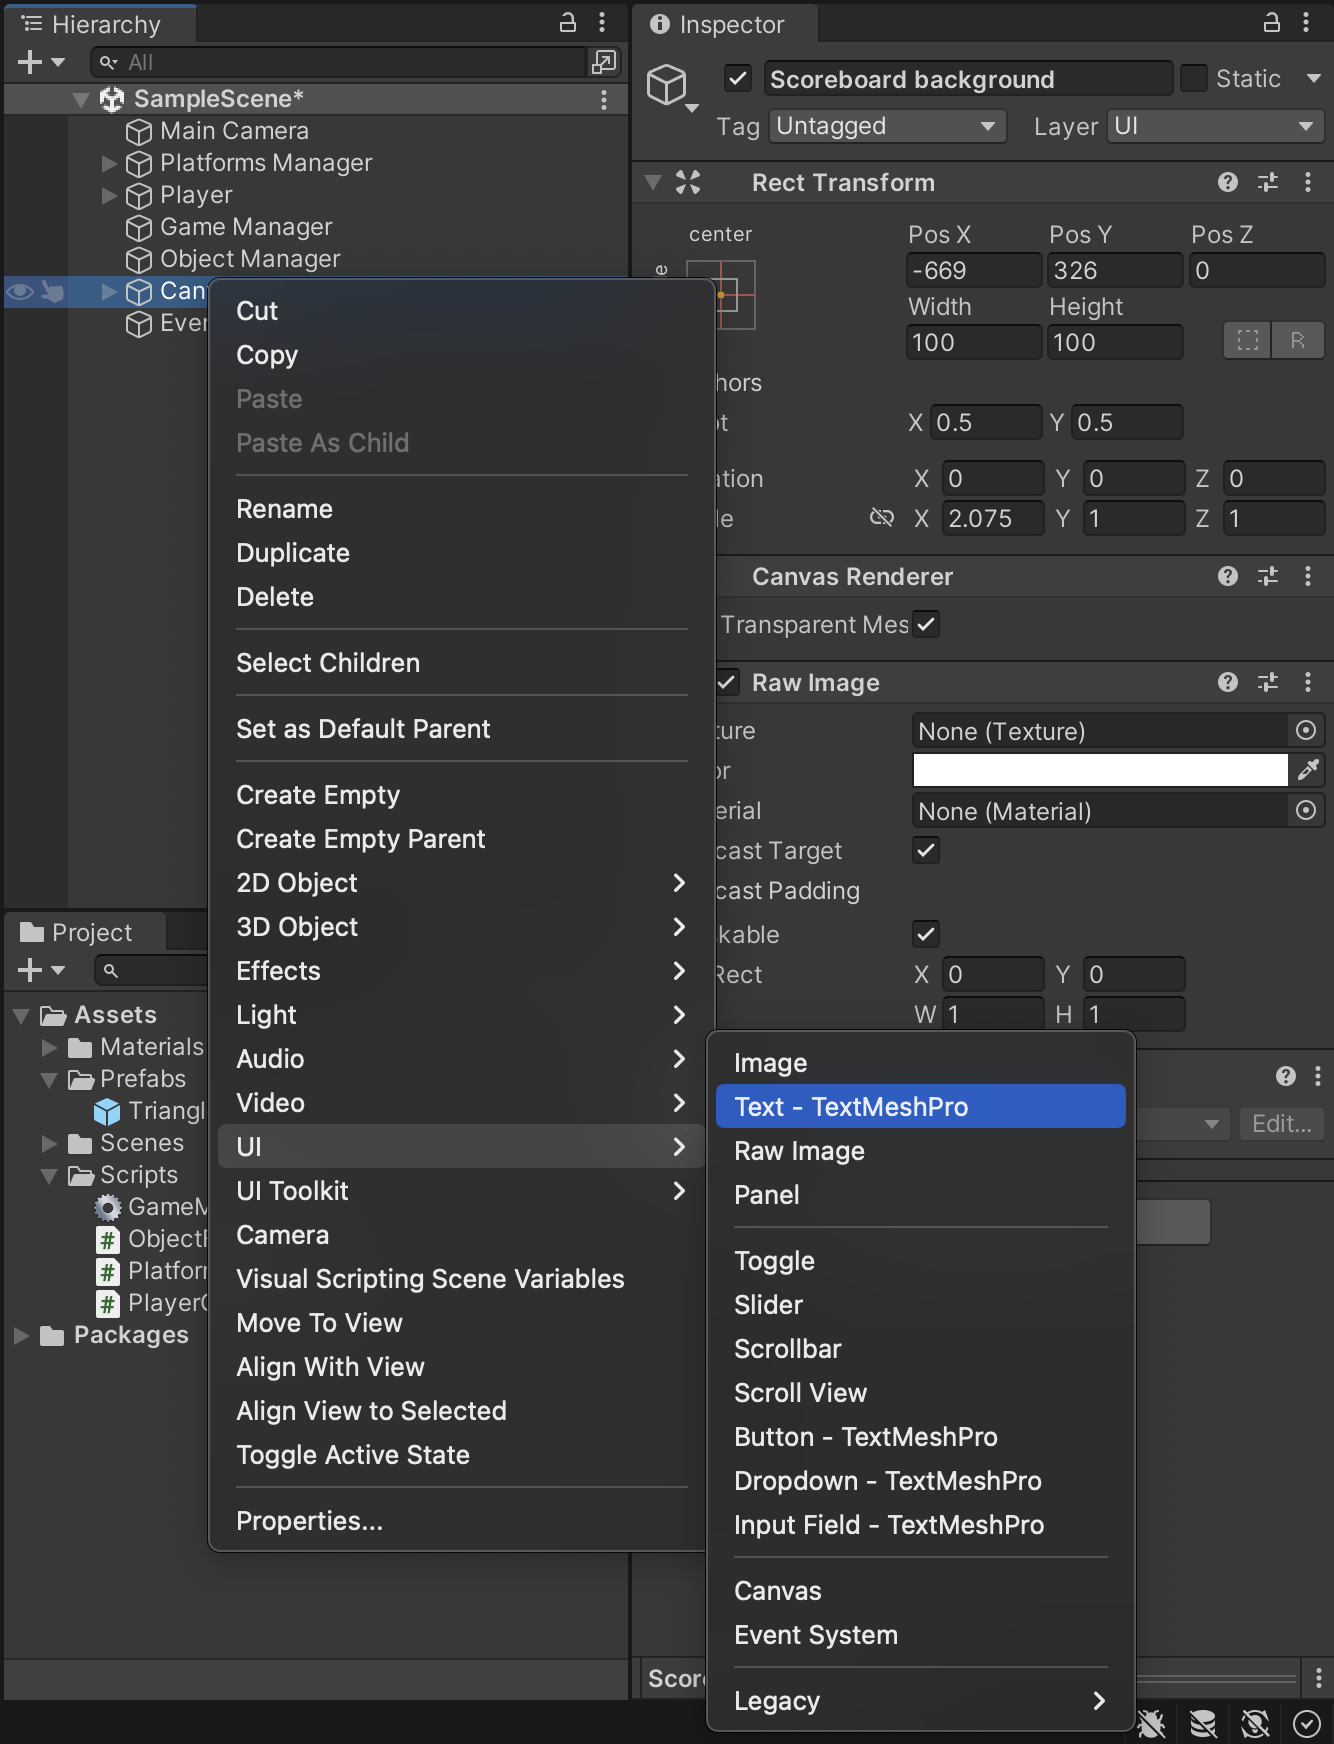 Hierarchy
All
SampleScene*
Main Camera
Platforms Manager
Player
Game Manager
Object Manager
Can
Ever
Cut
Copy
Paste
Paste As Child
Rename
Duplicate
Delete
Select Children
Set as Default Parent
Create Empty
Create Empty Parent
2D Object
3D Object
Effects
Light
Audio
Video
UI
UI Toolkit
Camera
Visual Scripting Scene Variables
Move To View
Align With View
Align View to Selected
Toggle Active State
Properties...
Image
Text - TextMeshPro
Raw Image
Panel
Toggle
Slider
Scrollbar
Scroll View
Button - TextMeshPro
Dropdown - TextMeshPro
Input Field - TextMeshPro
Canvas
Event System
Legacy
Project
Assets
Materials
Prefabs
Triangl
Scenes
Scripts
GameM
Object
Platfor
Player
Packages
Inspector
Scoreboard background
Static
Tag Untagged Layer UI
Rect Transform
center
Pos X Pos Y Pos Z
-669 326 0
Width Height
100 100 R
hors
ot X 0.5 Y 0.5
ation X 0 Y 0 Z 0
le X 2.075 Y 1 Z 1
Canvas Renderer
Transparent Mes
Raw Image
ture None (Texture)
or
erial None (Material)
cast Target
cast Padding
kable
Rect X 0 Y 0
W 1 H 1
Edit...
Scor